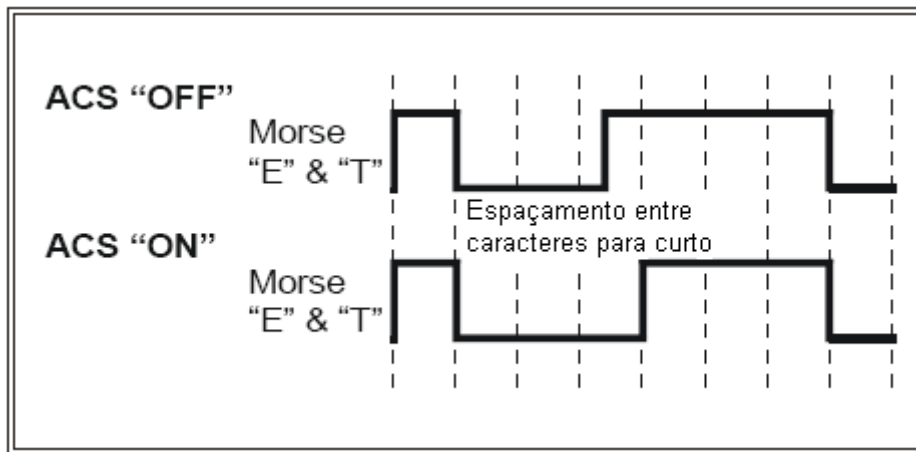 ACS “OFF”
Morse
“E” & “T”
Espaçamento entre
caracteres para curto
ACS “ON”
Morse
“E” & “T”